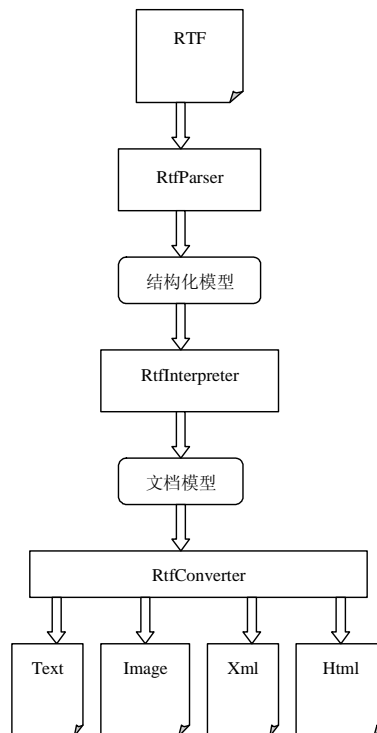 RTF
RtfParser
结构化模型
RtfInterpreter
文档模型
RtfConverter
Text
Image
Xml
Html